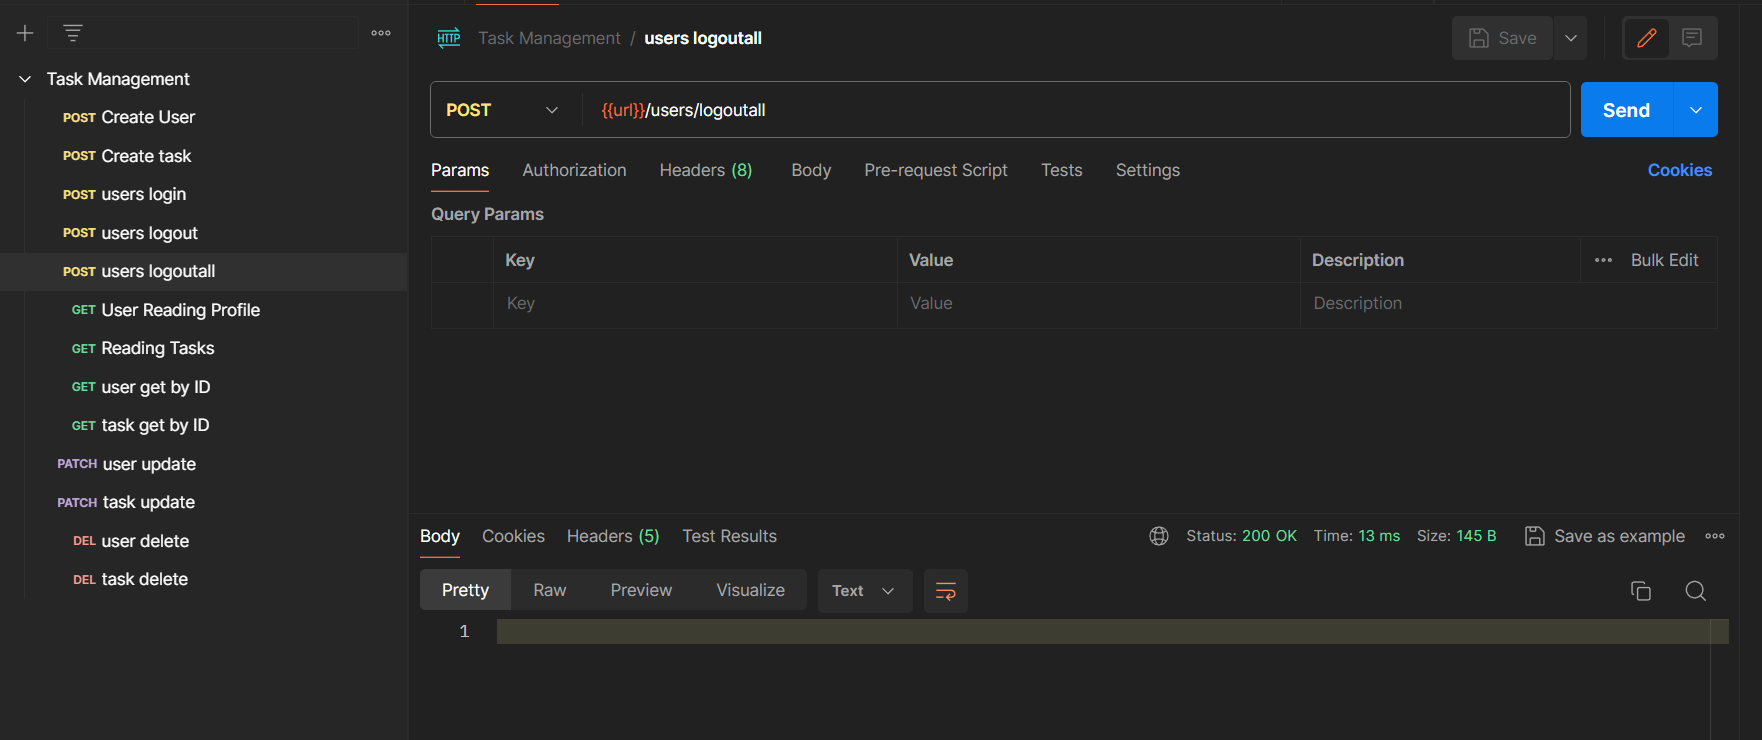 Task Management
POST Create User
POST Create task
POST users login
POST users logout
POST users logoutall
GET User Reading Profile
GET Reading Tasks
GET user get by ID
GET task get by ID
PATCH user update
PATCH task update
DEL user delete
DEL task delete
HTTP Task Management / users logoutall
Save
POST {{url}}/users/logoutall
Send
Params Authorization Headers (8) Body Pre-request Script Tests Settings Cookies
Query Params
Key Value Description Bulk Edit
Key Value Description
Body Cookies Headers (5) Test Results Status: 200 OK Time: 13 ms Size: 145 B Save as example
Pretty Raw Preview Visualize Text
1